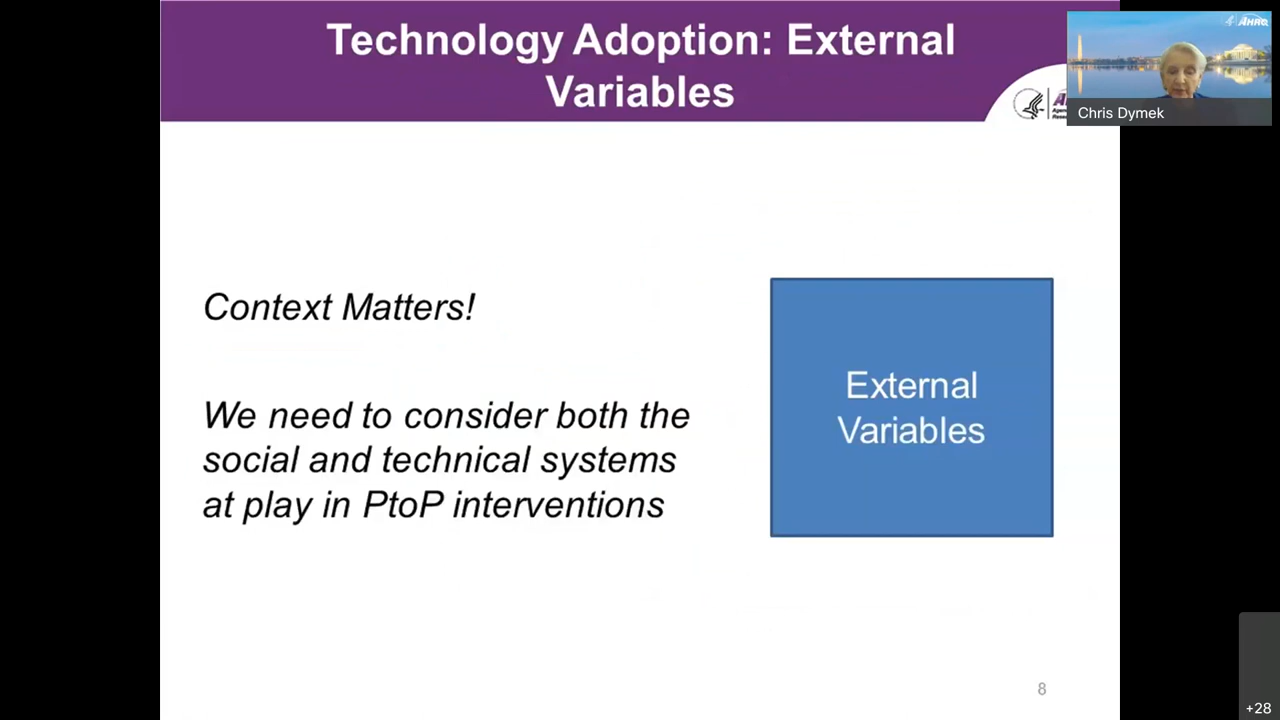 Technology Adoption: External
Variables
AHRQ
Chris Dymek
Context Matters!
We need to consider both the
social and technical systems
at play in PtoP interventions
External
Variables
8
+28